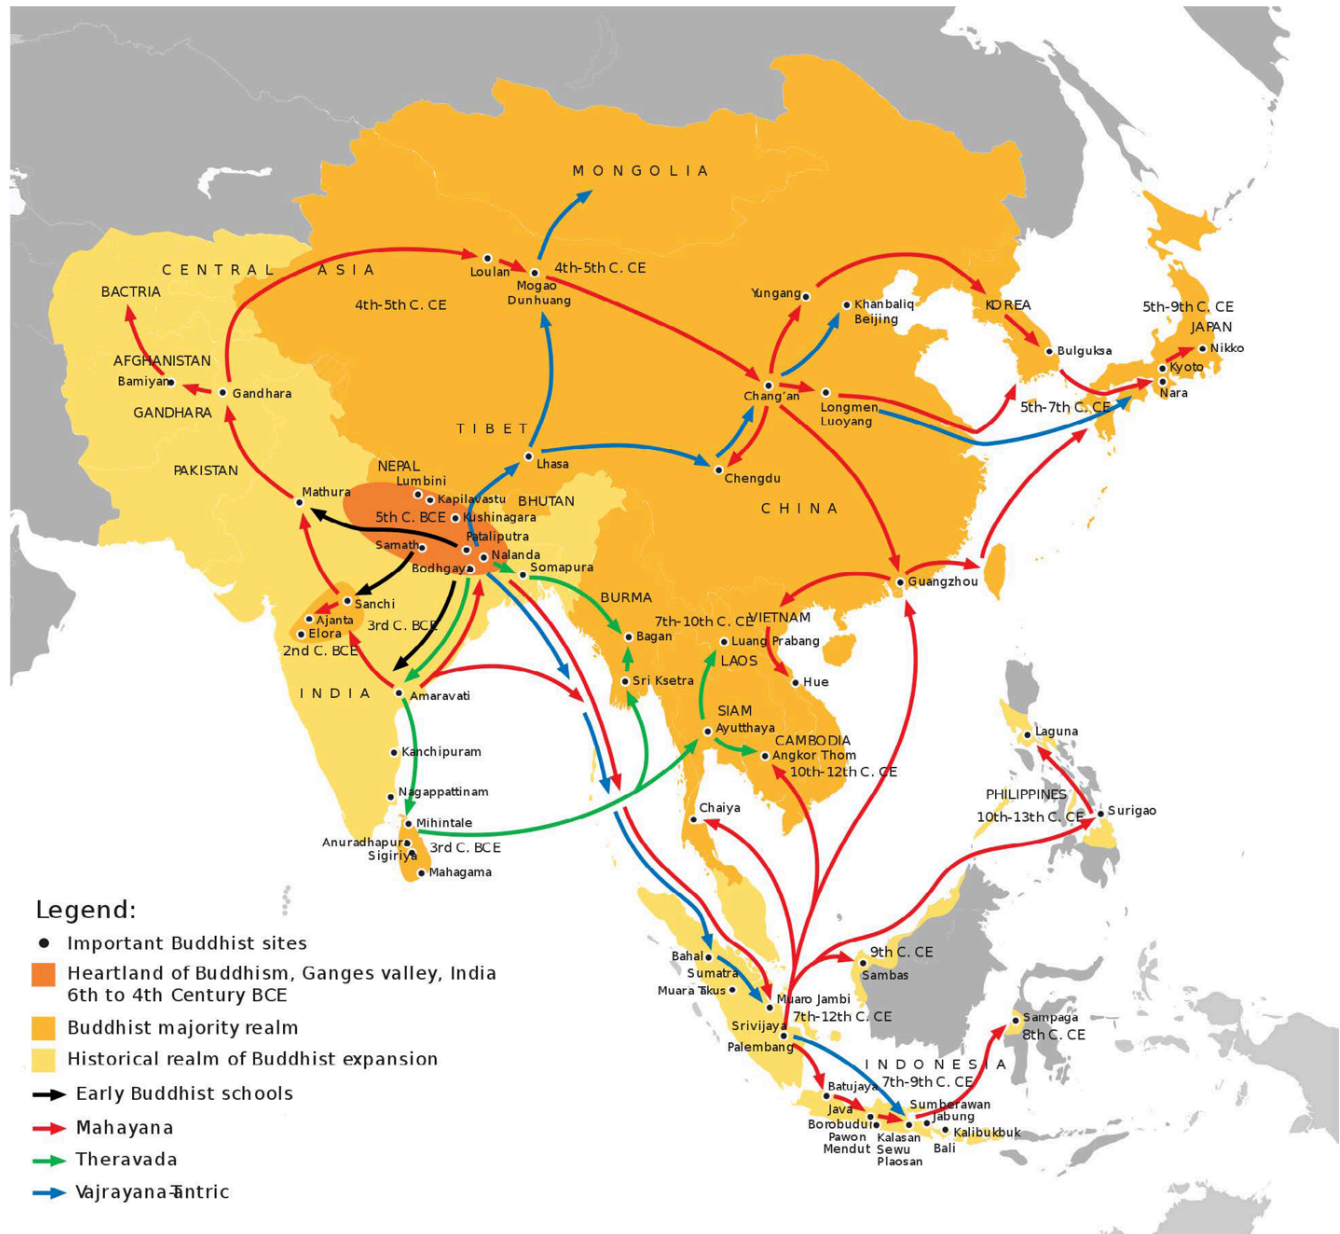 MONGOLIA
CENTRAL ASIA
Loulan
Mogao
Dunhuang
4th-5th C. CE
4th-5th C. CE
BACTRIA
Yungang
Khanbaliq
Beijing
KOREA
5th-9th C. CE
JAPAN
Nikko
Bulguksa
Kyoto
Nara
AFGHANISTAN
Bamiyan
Gandhara
GANDHARA
Chang'an
Longmen
Luoyang
5th-7th C. CE
TIBET
Lhasa
Chengdu
PAKISTAN
NEPAL
Lumbini
Mathura
Kapilavastu
BHUTAN
5th C. BCE
Kushinagara
CHINA
Pataliputra
Sarnath
Nalanda
Bodhgaya
Somapura
Guangzhou
BURMA
Sanchi
Ajanta
Elora
3rd C. BCE
2nd C. BCE
7th-10th C. CE
VIETNAM
Bagan
Luang Prabang
LAOS
Sri Ksetra
Hue
INDIA
Amaravati
SIAM
Ayutthaya
CAMBODIA
Angkor Thom
10th-12th C. CE
Laguna
Kanchipuram
Nagappattinam
PHILIPPINES
10th-13th C. CE
Surigao
Chaiya
Mihintale
Anuradhapura
3rd C. BCE
Sigiriya
Mahagama
Bahal
Sumatra
Muara Takus
9th C. CE
Sambas
Muaro Jambi
7th-12th C. CE
Srivijaya
Palembang
Sampaga
8th C. CE
INDONESIA
7th-9th C. CE
Batujaya
Java
Sumberawan
Jabung
Borobudur
Pawon
Mendut
Kalasan
Sewu
Plaosan
Kalibukbuk
Bali
Legend:
Important Buddhist sites
Heartland of Buddhism, Ganges valley, India
6th to 4th Century BCE
Buddhist majority realm
Historical realm of Buddhist expansion
Early Buddhist schools
Mahayana
Theravada
Vajrayana-Tantric